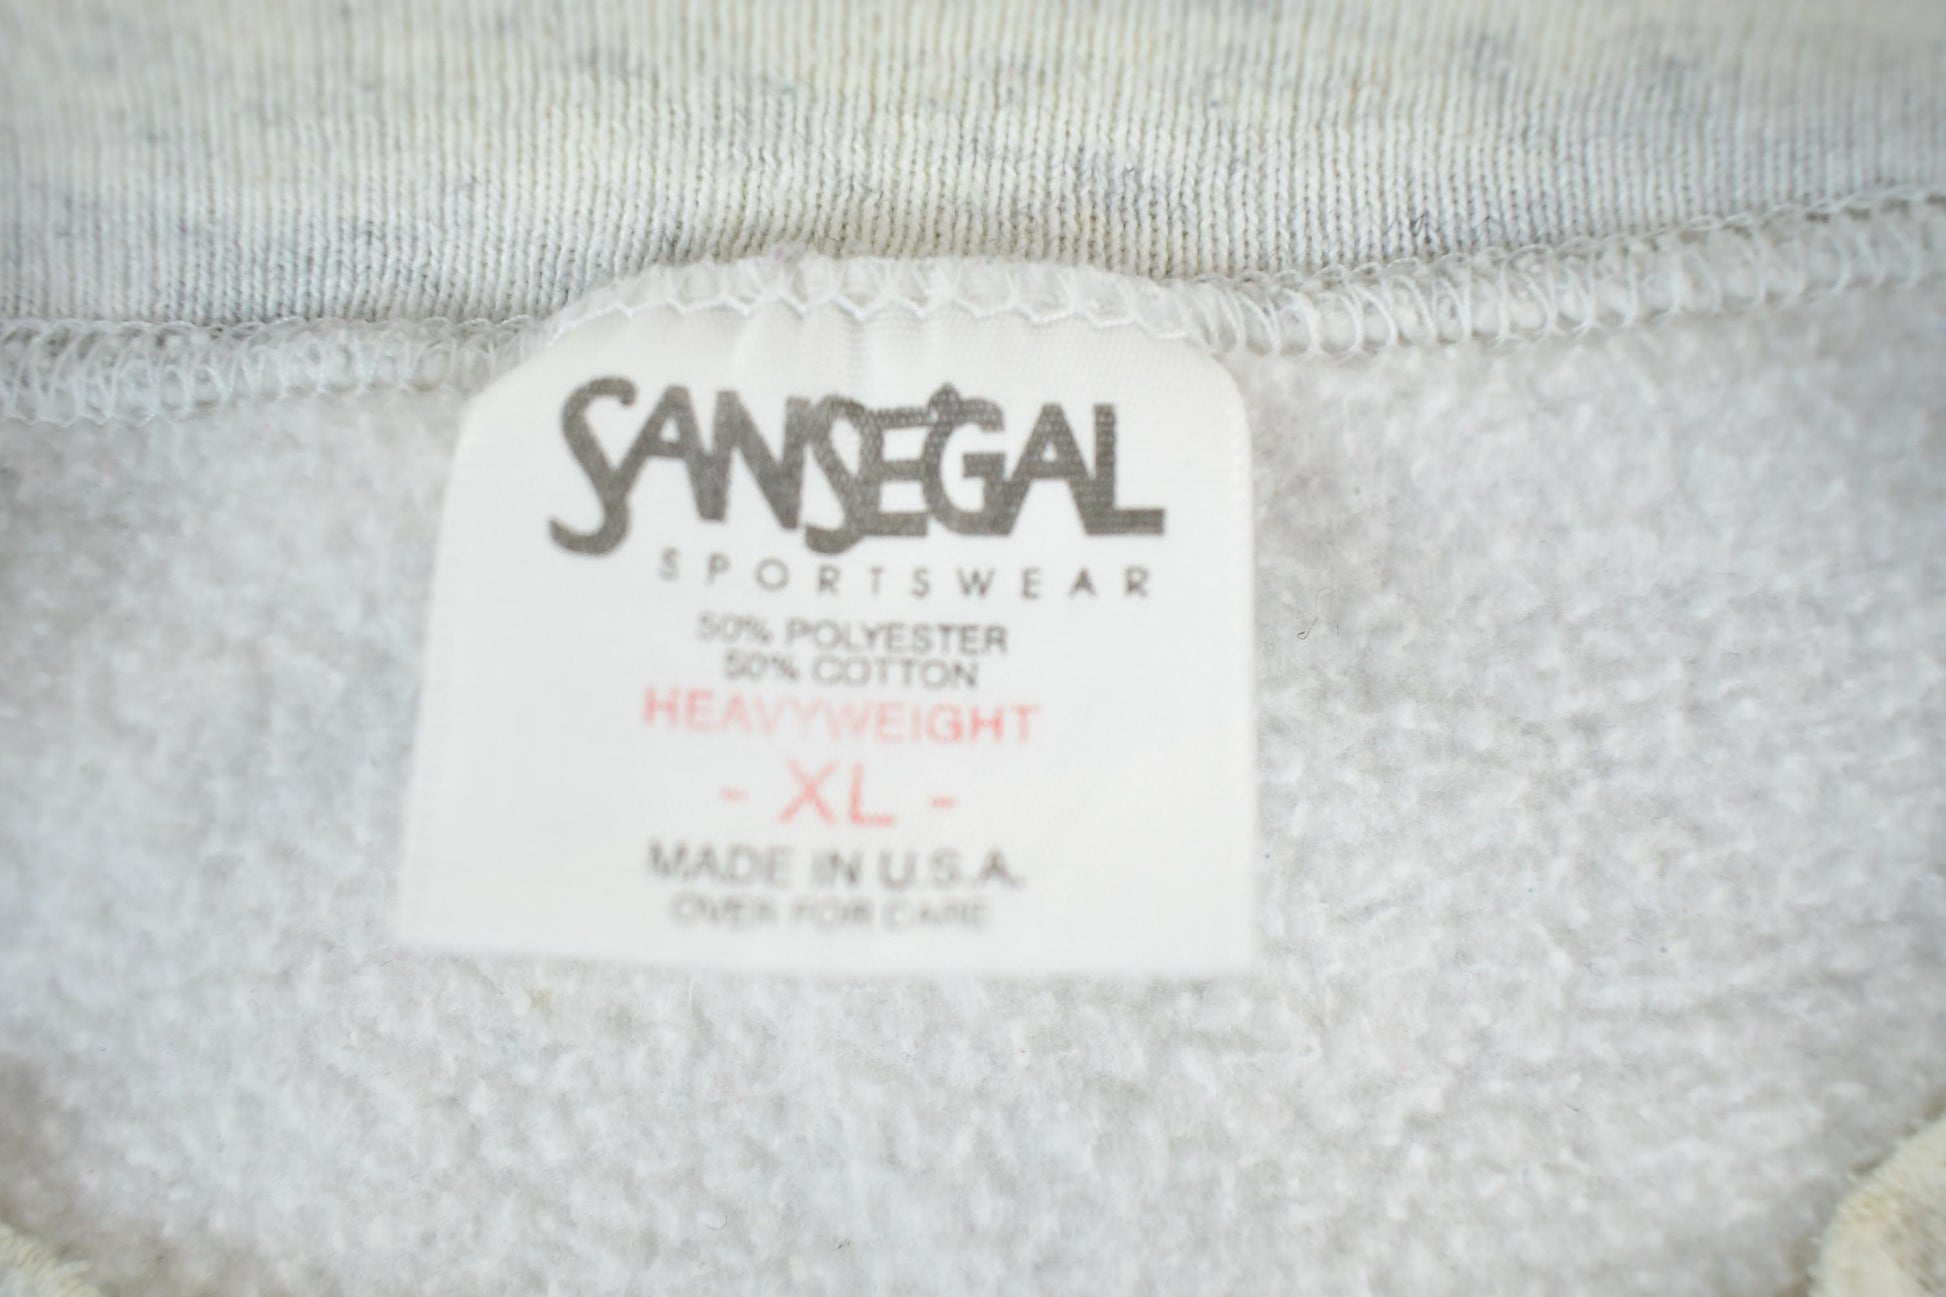 SANSEGAL
SPORTSWEAR
50% POLYESTER
50% COTTON
HEAVYWEIGHT
- XL -
MADE IN U.S.A.
OVER FOR CARE